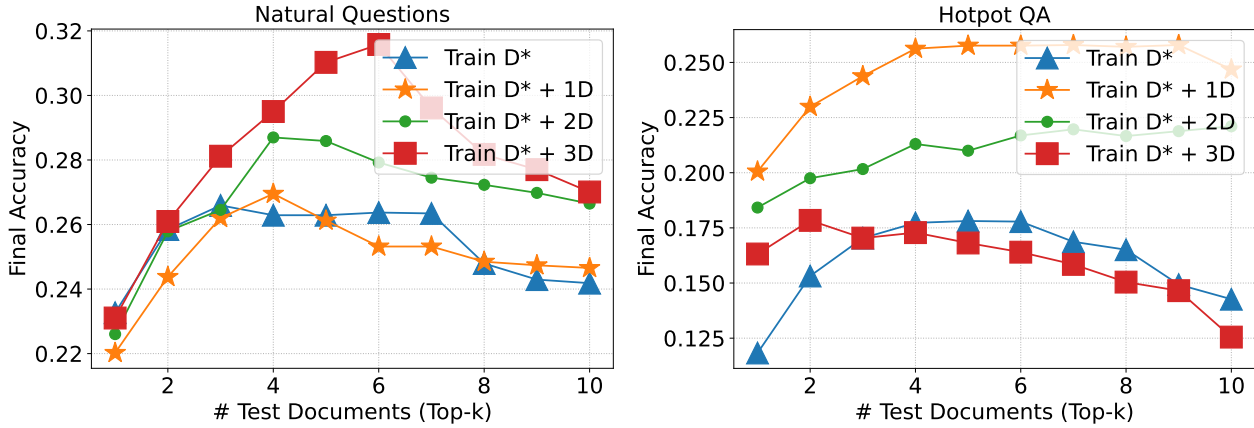 Natural Questions
Final Accuracy
0.32
0.30
0.28
0.26
0.24
0.22
2
4
6
8
10
# Test Documents (Top-k)
Train D*
Train D* + 1D
Train D* + 2D
Train D* + 3D
Hotpot QA
Final Accuracy
0.250
0.225
0.200
0.175
0.150
0.125
2
4
6
8
10
# Test Documents (Top-k)
Train D*
Train D* + 1D
Train D* + 2D
Train D* + 3D